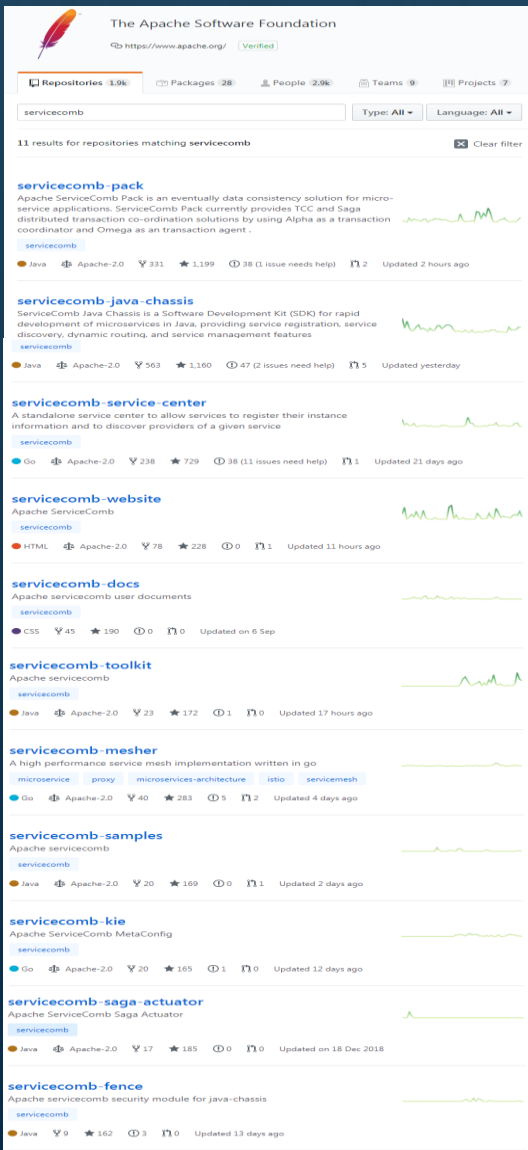 The Apache Software Foundation
https://www.apache.org/ Verified
Repositories 1.9k Packages 28 People 2.9k Teams 9 Projects 7
servicecomb Type: All Language: All
11 results for repositories matching servicecomb Clear filter
servicecomb-pack
Apache ServiceComb Pack is an eventually data consistency solution for micro-
service applications. ServiceComb Pack currently provides TCC and Saga
distributed transaction co-ordination solutions by using Alpha as a transaction
coordinator and Omega as an transaction agent .
servicecomb
Java Apache-2.0 331 1,199 38 (1 issue needs help) 2 Updated 2 hours ago
servicecomb-java-chassis
ServiceComb Java Chassis is a Software Development Kit (SDK) for rapid
development of microservices in Java, providing service registration, service
discovery, dynamic routing, and service management features
servicecomb
Java Apache-2.0 563 1,160 47 (2 issues need help) 5 Updated yesterday
servicecomb-service-center
A standalone service center to allow services to register their instance
information and to discover providers of a given service
servicecomb
Go Apache-2.0 238 729 38 (11 issues need help) 1 Updated 21 days ago
servicecomb-website
Apache ServiceComb
servicecomb
HTML Apache-2.0 78 228 0 1 Updated 11 hours ago
servicecomb-docs
Apache servicecomb user documents
servicecomb
CSS 45 190 0 0 Updated on 6 Sep
servicecomb-toolkit
Apache servicecomb
servicecomb
Java Apache-2.0 23 172 1 0 Updated 17 hours ago
servicecomb-mesher
A high performance service mesh implementation written in go
microservice proxy microservices-architecture istio servicemesh
Go Apache-2.0 40 283 5 2 Updated 4 days ago
servicecomb-samples
Apache servicecomb
servicecomb
Java Apache-2.0 20 169 0 1 Updated 2 days ago
servicecomb-kie
Apache ServiceComb MetaConfig
servicecomb
Go Apache-2.0 20 165 1 0 Updated 12 days ago
servicecomb-saga-actuator
Apache ServiceComb Saga Actuator
servicecomb
Java Apache-2.0 17 185 0 0 Updated on 18 Dec 2018
servicecomb-fence
Apache servicecomb security module for java-chassis
servicecomb
Java 9 162 3 0 Updated 13 days ago